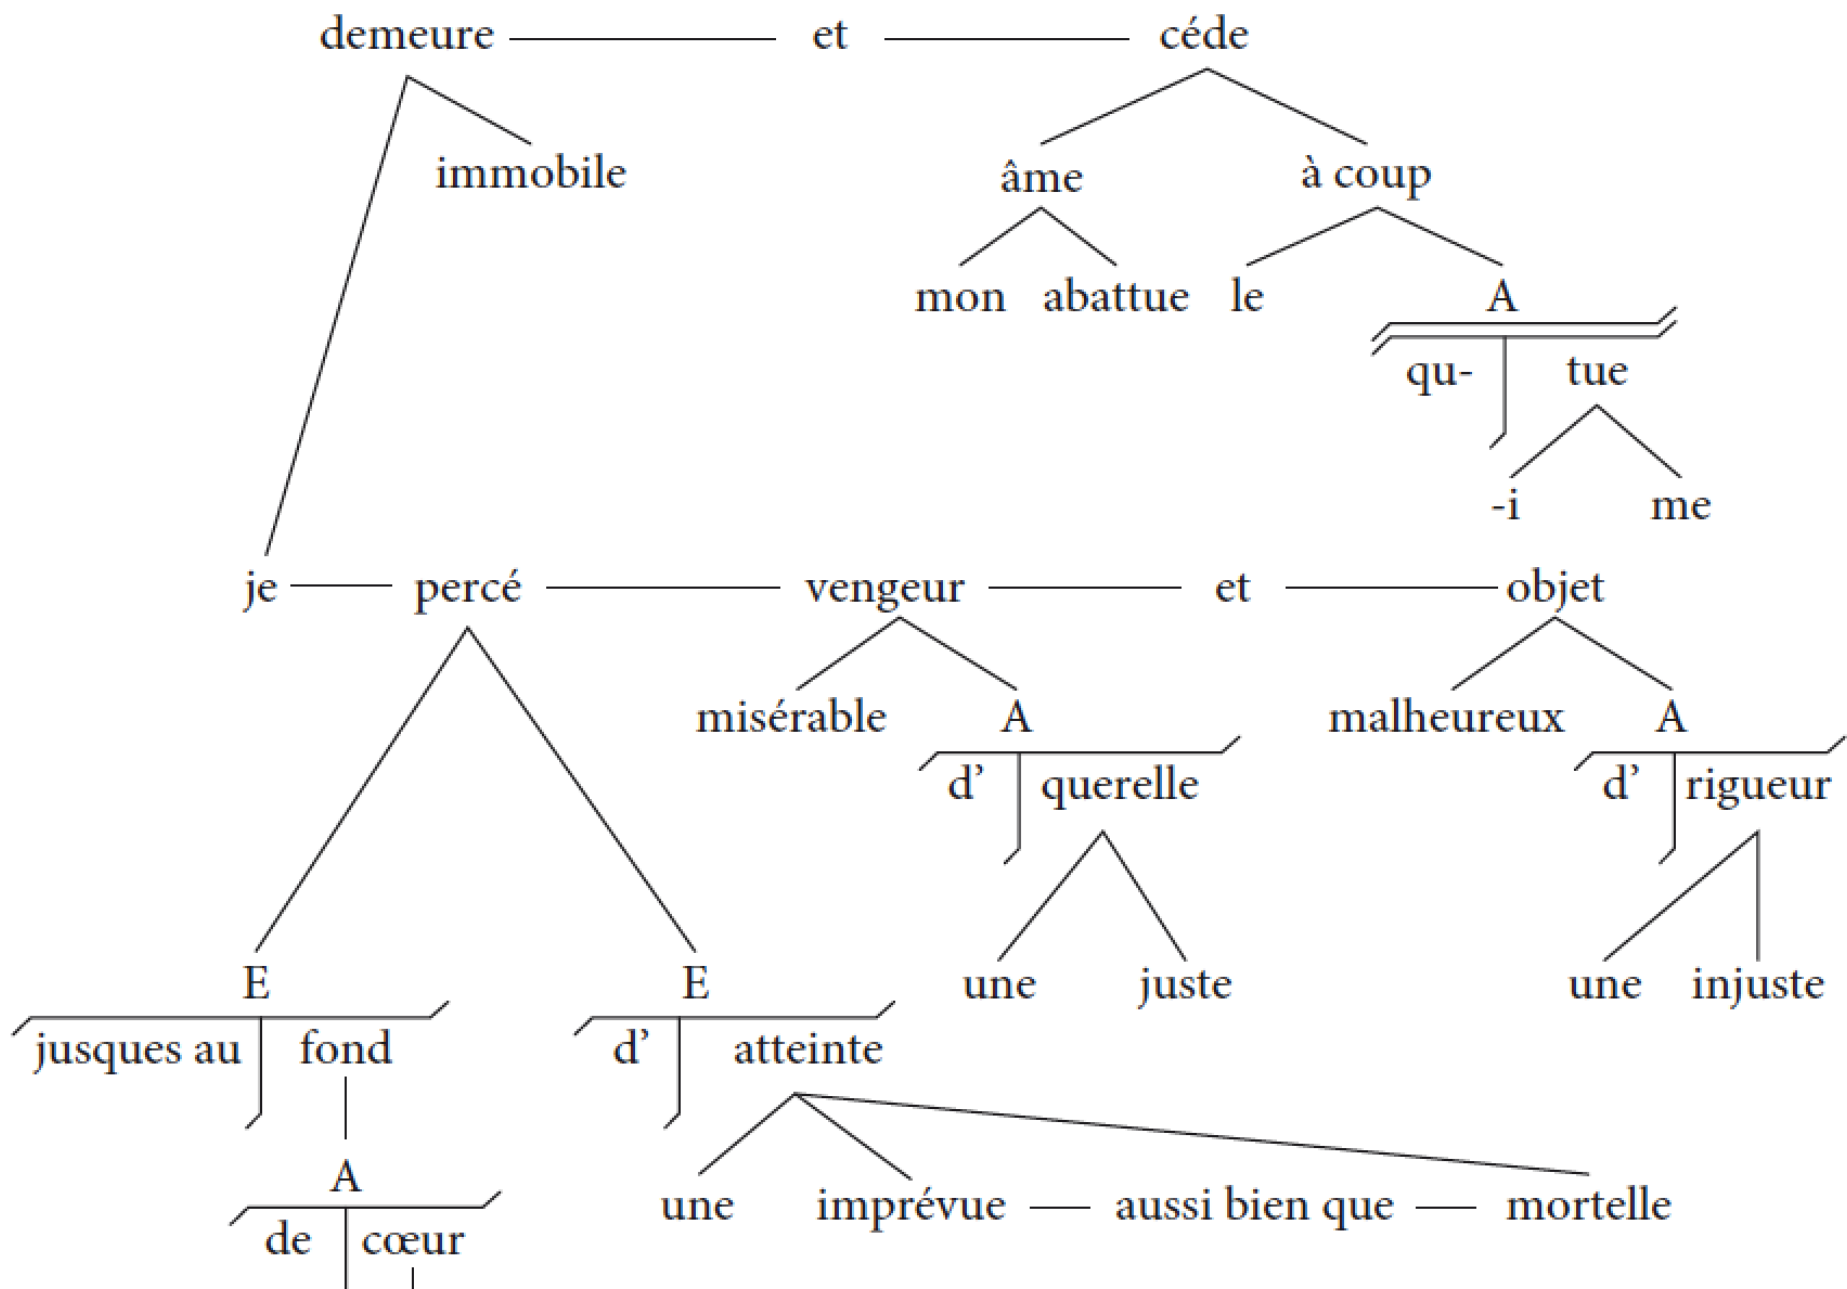 demeure et céde
immobile âme à coup
mon abattue le A
qu- tue
-i me
je percé vengeur et objet
misérable A malheureux A
d' querelle d' rigueur
E E une juste une injuste
jusques au fond d' atteinte
A
une imprévue aussi bien que mortelle
de cœur